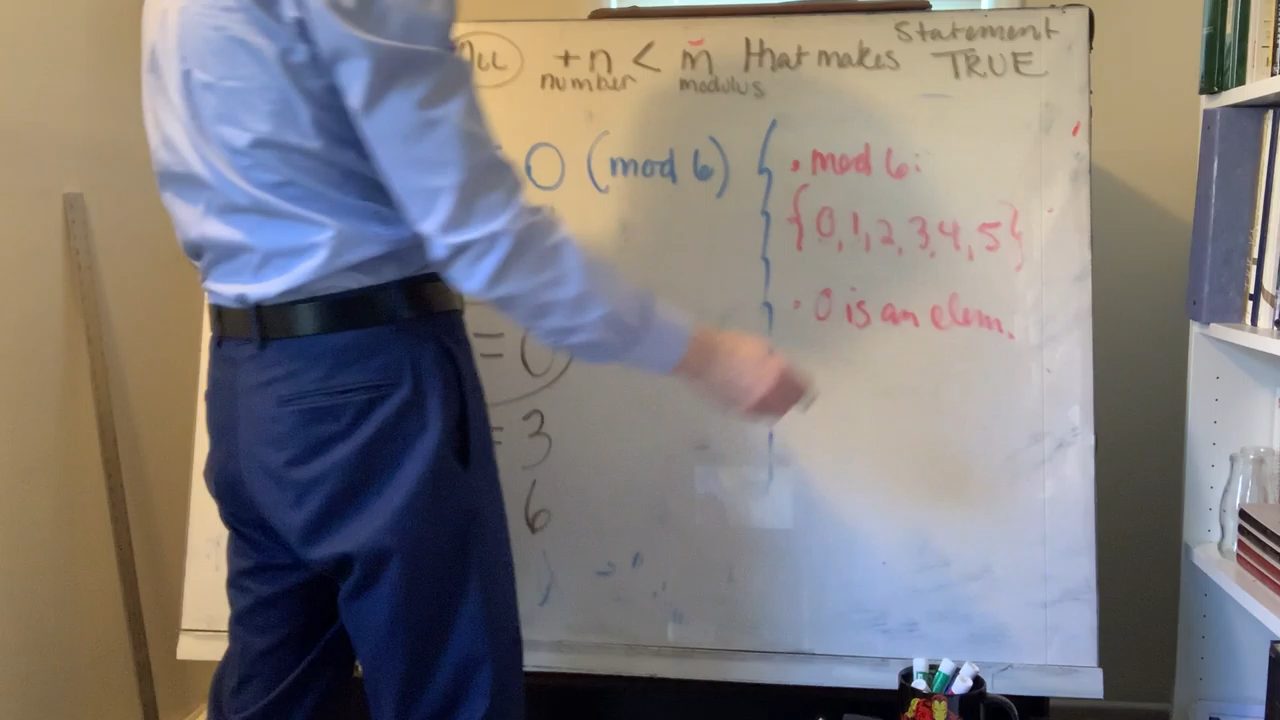 Statement
ALL +n < m that makes TRUE
number modulus
0 (mod 6)
• mod 6:
{0, 1, 2, 3, 4, 5}
• 0 is an elem.
= 0
= 3
6